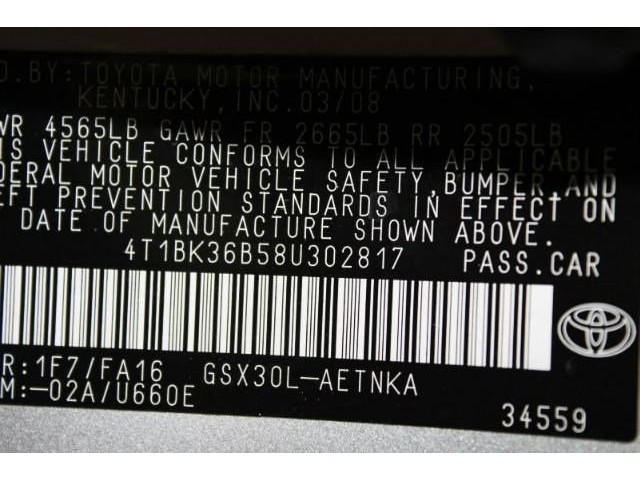 D.BY:TOYOTA MOTOR MANUFACTURING,
KENTUCKY, INC. 03/08
WR 4565LB GAWR FR 2665LB RR 2505LB
IS VEHICLE CONFORMS TO ALL APPLICABLE
DERAL MOTOR VEHICLE SAFETY,BUMPER,AND
EFT PREVENTION STANDARDS IN EFFECT ON
DATE OF MANUFACTURE SHOWN ABOVE.
4T1BK36B58U302817 PASS.CAR
R:1F7/FA16 GSX30L-AETNKA
M:-02A/U660E
34559